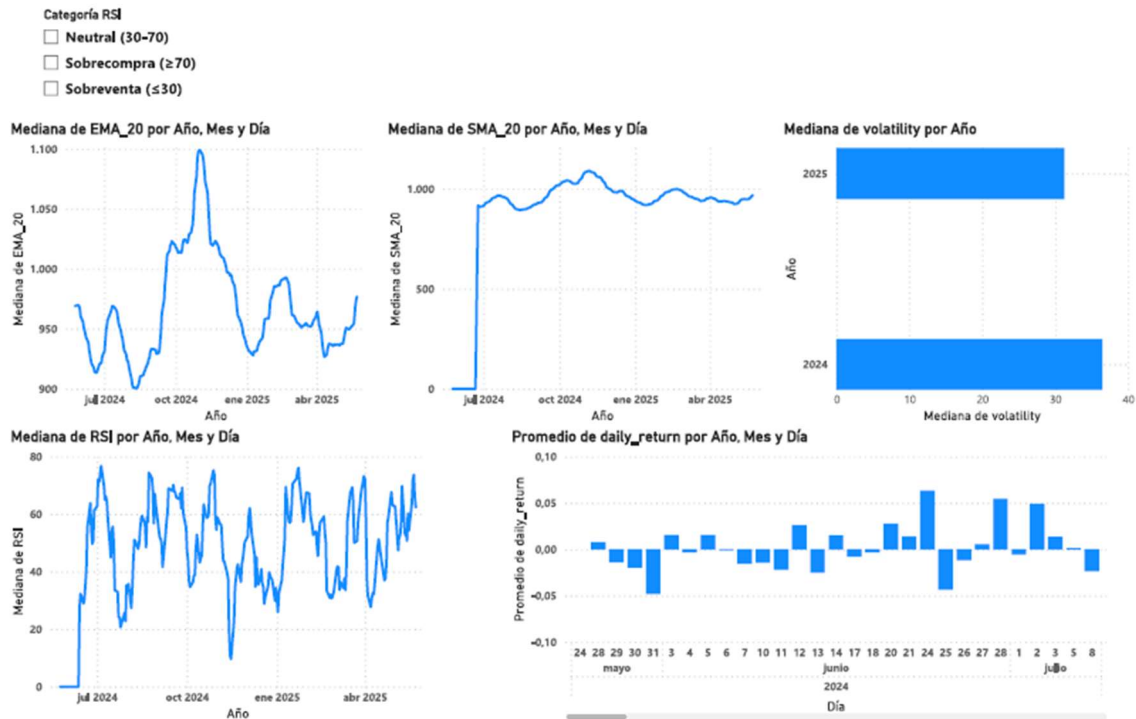 Categoría RSI
Neutral (30-70)
Sobrecompra (≥70)
Sobreventa (≤30)
Mediana de EMA_20 por Año, Mes y Día
1.100
1.050
1.000
950
900
Mediana de EMA_20
jul 2024 oct 2024 ene 2025 abr 2025
Año
Mediana de SMA_20 por Año, Mes y Día
1.000
500
0
Mediana de SMA_20
jul 2024 oct 2024 ene 2025 abr 2025
Año
Mediana de volatility por Año
2025
2024
Año
0 10 20 30 40
Mediana de volatility
Mediana de RSI por Año, Mes y Día
80
60
40
20
0
Mediana de RSI
jul 2024 oct 2024 ene 2025 abr 2025
Año
Promedio de daily_return por Año, Mes y Día
0,10
0,05
0,00
-0,05
-0,10
Promedio de daily_return
24 28 29 30 31 3 4 5 6 7 10 11 12 13 14 17 18 20 21 24 25 26 27 28 1 2 3 5 8
mayo junio julio
2024
Día